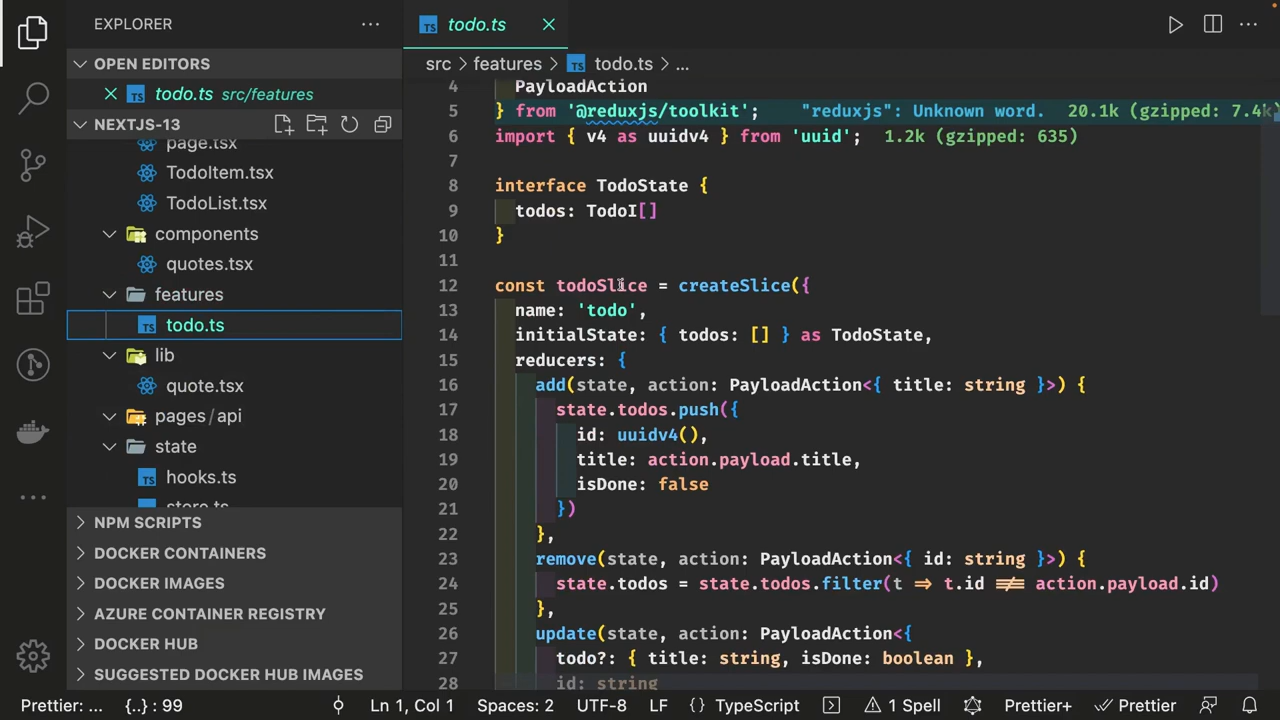 EXPLORER
OPEN EDITORS
todo.ts src/features
NEXTJS-13
page.tsx
TodoItem.tsx
TodoList.tsx
components
quotes.tsx
features
todo.ts
lib
quote.tsx
pages / api
state
hooks.ts
store.ts
NPM SCRIPTS
DOCKER CONTAINERS
DOCKER IMAGES
AZURE CONTAINER REGISTRY
DOCKER HUB
SUGGESTED DOCKER HUB IMAGES
TS todo.ts
src > features > TS todo.ts > ...
4 PayloadAction
5 } from '@reduxjs/toolkit'; "reduxjs": Unknown word. 20.1k (gzipped: 7.4k
6 import { v4 as uuidv4 } from 'uuid'; 1.2k (gzipped: 635)
7
8 interface TodoState {
9 todos: TodoI[]
10 }
11
12 const todoSlice = createSlice({
13 name: 'todo',
14 initialState: { todos: [] } as TodoState,
15 reducers: {
16 add(state, action: PayloadAction<{ title: string }>) {
17 state.todos.push({
18 id: uuidv4(),
19 title: action.payload.title,
20 isDone: false
21 })
22 },
23 remove(state, action: PayloadAction<{ id: string }>) {
24 state.todos = state.todos.filter(t => t.id !== action.payload.id)
25 },
26 update(state, action: PayloadAction<{
27 todo?: { title: string, isDone: boolean },
28 id: string
Prettier: ... {..} : 99 Ln 1, Col 1 Spaces: 2 UTF-8 LF {} TypeScript 1 Spell Prettier+ Prettier